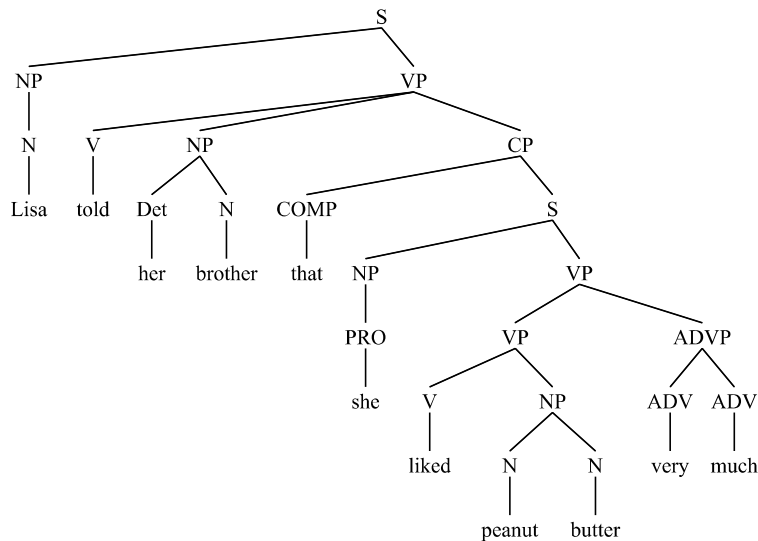 S
NP VP
N V NP CP
Lisa told Det N COMP S
her brother that NP VP
PRO VP ADVP
she V NP ADV ADV
liked N N very much
peanut butter